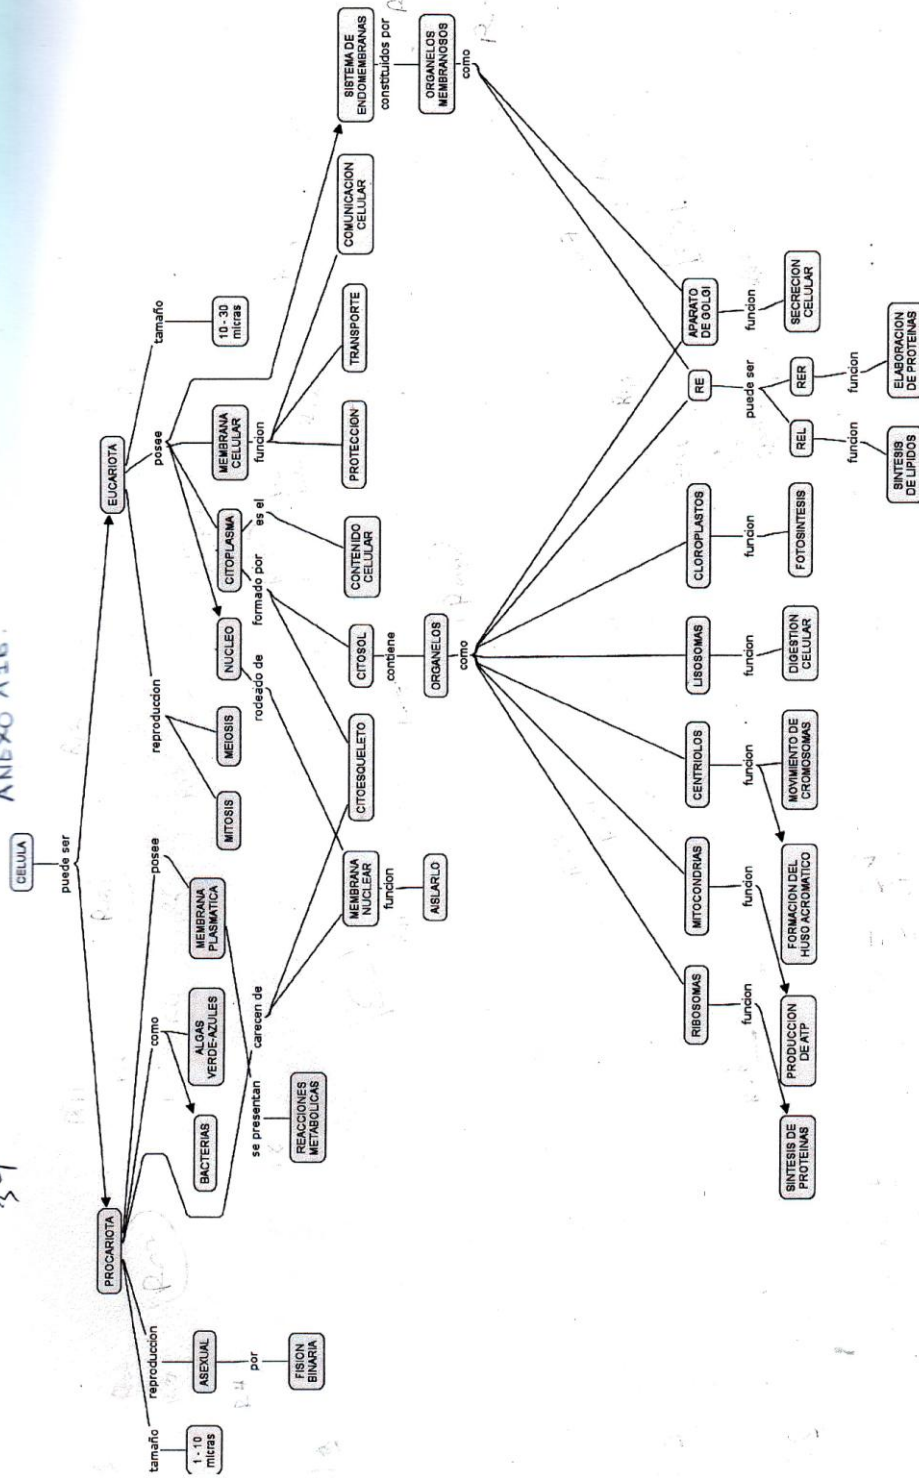 34
ANEXO
CELULA
puede ser
PROCARIOTA
EUCARIOTA
tamaño
reproduccion
como
posee
reproduccion
posee
tamaño
1 - 10
micras
ASEXUAL
BACTERIAS
ALGAS
VERDE-AZULES
MEMBRANA
PLASMATICA
MITOSIS
MEIOSIS
NUCLEO
CITOPLASMA
MEMBRANA
CELULAR
10 - 30
micras
por
se presentan
carecen de
rodeado de
formado por
es el
funcion
FISION
BINARIA
REACCIONES
METABOLICAS
MEMBRANA
NUCLEAR
CITOESQUELETO
CITOSOL
CONTENIDO
CELULAR
PROTECCION
TRANSPORTE
COMUNICACION
CELULAR
SISTEMA DE
ENDOMEMBRANAS
funcion
contiene
constituidos por
AISLARLO
ORGANELOS
ORGANELOS
MEMBRANOSOS
como
como
RIBOSOMAS
MITOCONDRIAS
CENTRIOLOS
LISOSOMAS
CLOROPLASTOS
RE
APARATO
DE GOLGI
funcion
funcion
funcion
funcion
funcion
puede ser
funcion
SINTESIS DE
PROTEINAS
PRODUCCION
DE ATP
FORMACION DEL
HUSO ACROMATICO
MOVIMIENTO DE
CROMOSOMAS
DIGESTION
CELULAR
FOTOSINTESIS
REL
RER
SECRECION
CELULAR
funcion
funcion
SINTESIS
DE LIPIDOS
ELABORACION
DE PROTEINAS